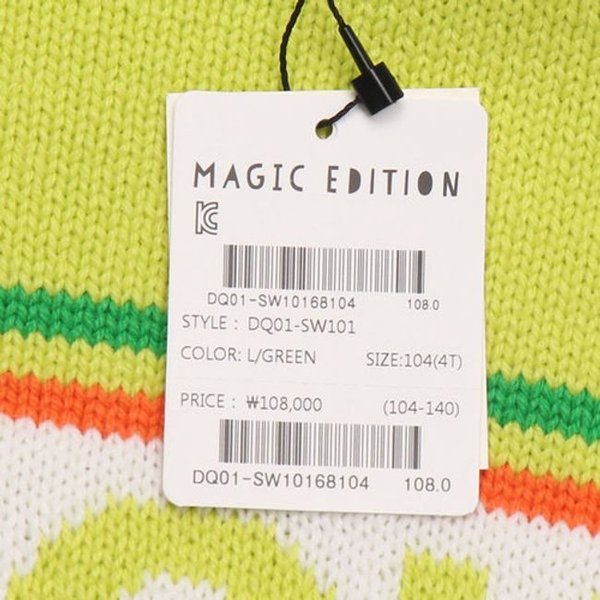 MAGIC EDITION
KC
DQ01-SW10168104 108.0
STYLE : DQ01-SW101
COLOR: L/GREEN SIZE:104(4T)
PRICE : ₩108,000 (104-140)
DQ01-SW10168104 108.0